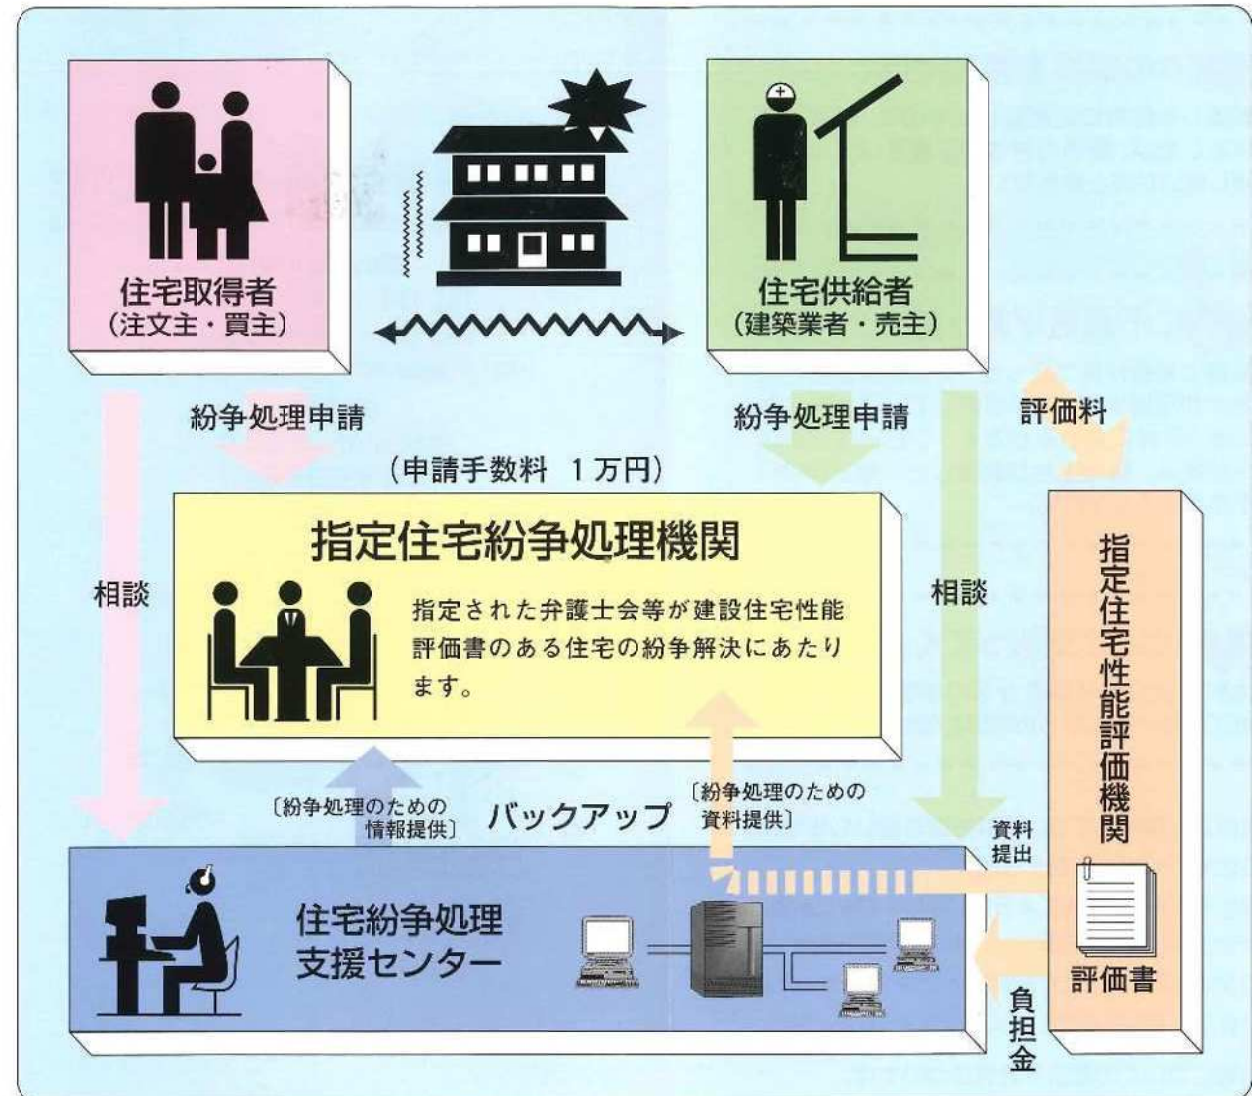 住宅取得者
（注文主・買主）
住宅供給者
（建築業者・売主）
紛争処理申請
紛争処理申請
評価料
（申請手数料 1万円）
指定住宅紛争処理機関
指定された弁護士会等が建設住宅性能
評価書のある住宅の紛争解決にあたり
ます。
相談
相談
指定住宅性能評価機関
〔紛争処理のための
情報提供〕
バックアップ
〔紛争処理のための
資料提供〕
資料
提出
住宅紛争処理
支援センター
評価書
負担金